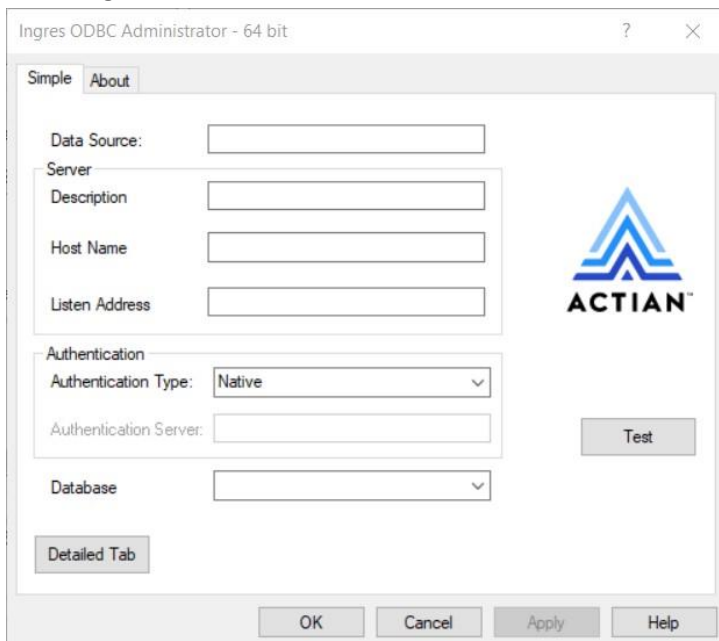 Ingres ODBC Administrator - 64 bit ? ×
Simple About
Data Source:
Server
Description
Host Name
Listen Address
ACTIAN™
Authentication
Authentication Type: Native
Authentication Server:
Test
Database
Detailed Tab
OK Cancel Apply Help